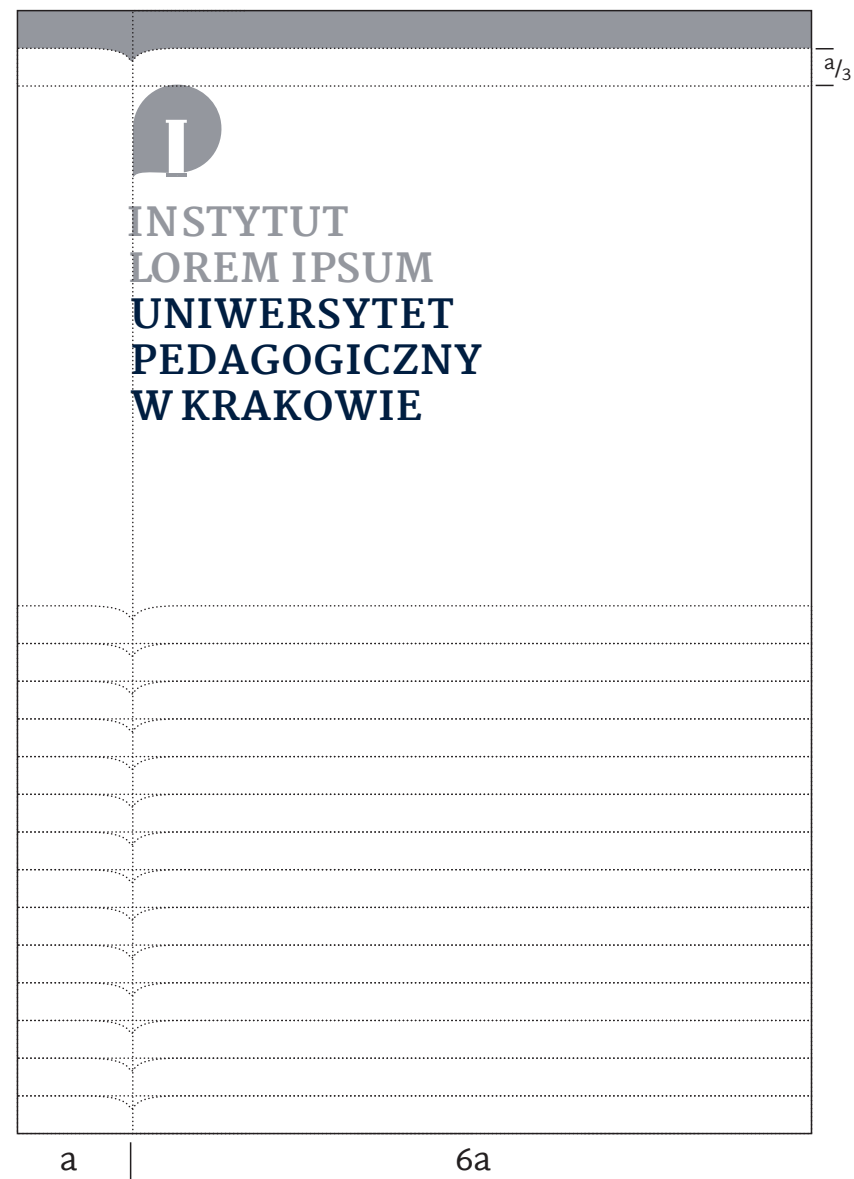 a/3
I
INSTYTUT
LOREM IPSUM
UNIWERSYTET
PEDAGOGICZNY
W KRAKOWIE
a 6a